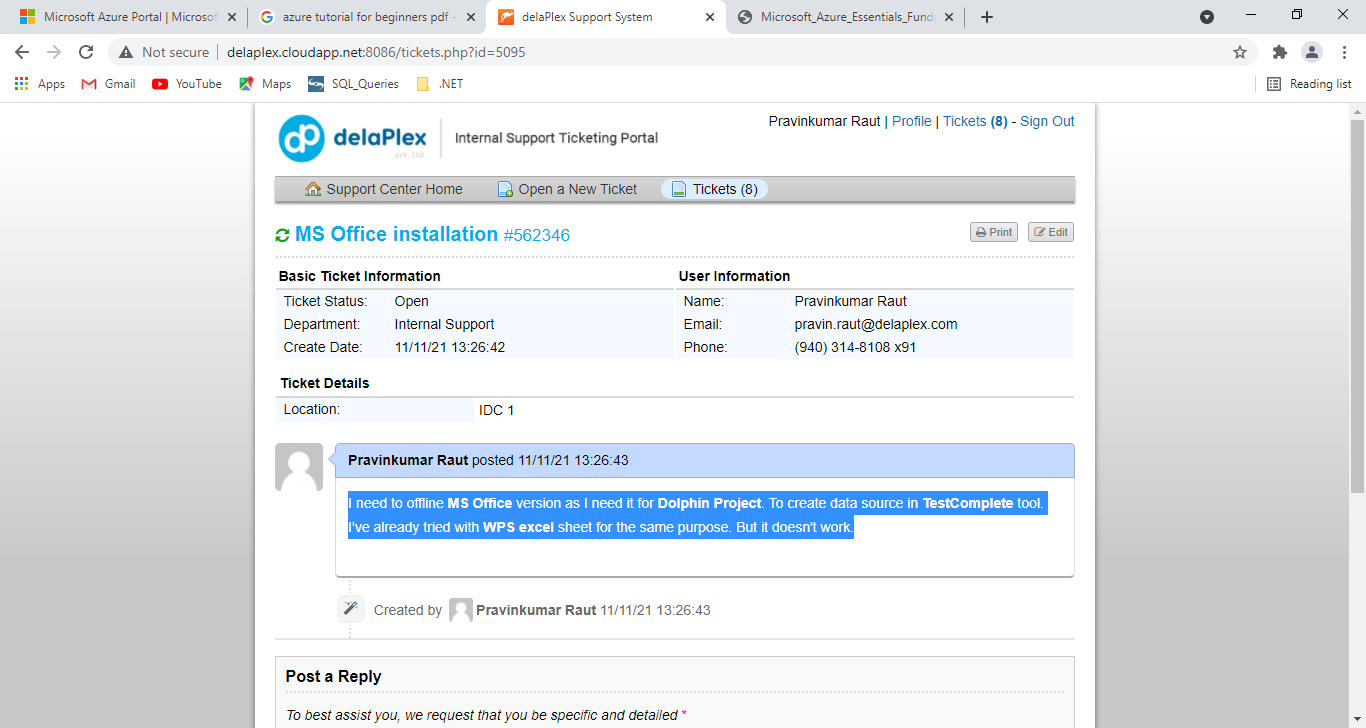 Microsoft Azure Portal | Microsof
azure tutorial for beginners pdf -
delaPlex Support System
Microsoft_Azure_Essentials_Fund
Not secure
delaplex.cloudapp.net:8086/tickets.php?id=5095
Apps
Gmail
YouTube
Maps
SQL_Queries
.NET
Reading list
dp delaPlex pvt. ltd.
Internal Support Ticketing Portal
Pravinkumar Raut | Profile | Tickets (8) - Sign Out
Support Center Home
Open a New Ticket
Tickets (8)
MS Office installation #562346
Print
Edit
Basic Ticket Information
Ticket Status: Open
Department: Internal Support
Create Date: 11/11/21 13:26:42
User Information
Name: Pravinkumar Raut
Email: pravin.raut@delaplex.com
Phone: (940) 314-8108 x91
Ticket Details
Location: IDC 1
Pravinkumar Raut posted 11/11/21 13:26:43
I need to offline MS Office version as I need it for Dolphin Project. To create data source in TestComplete tool.
I've already tried with WPS excel sheet for the same purpose. But it doesn't work.
Created by Pravinkumar Raut 11/11/21 13:26:43
Post a Reply
To best assist you, we request that you be specific and detailed *